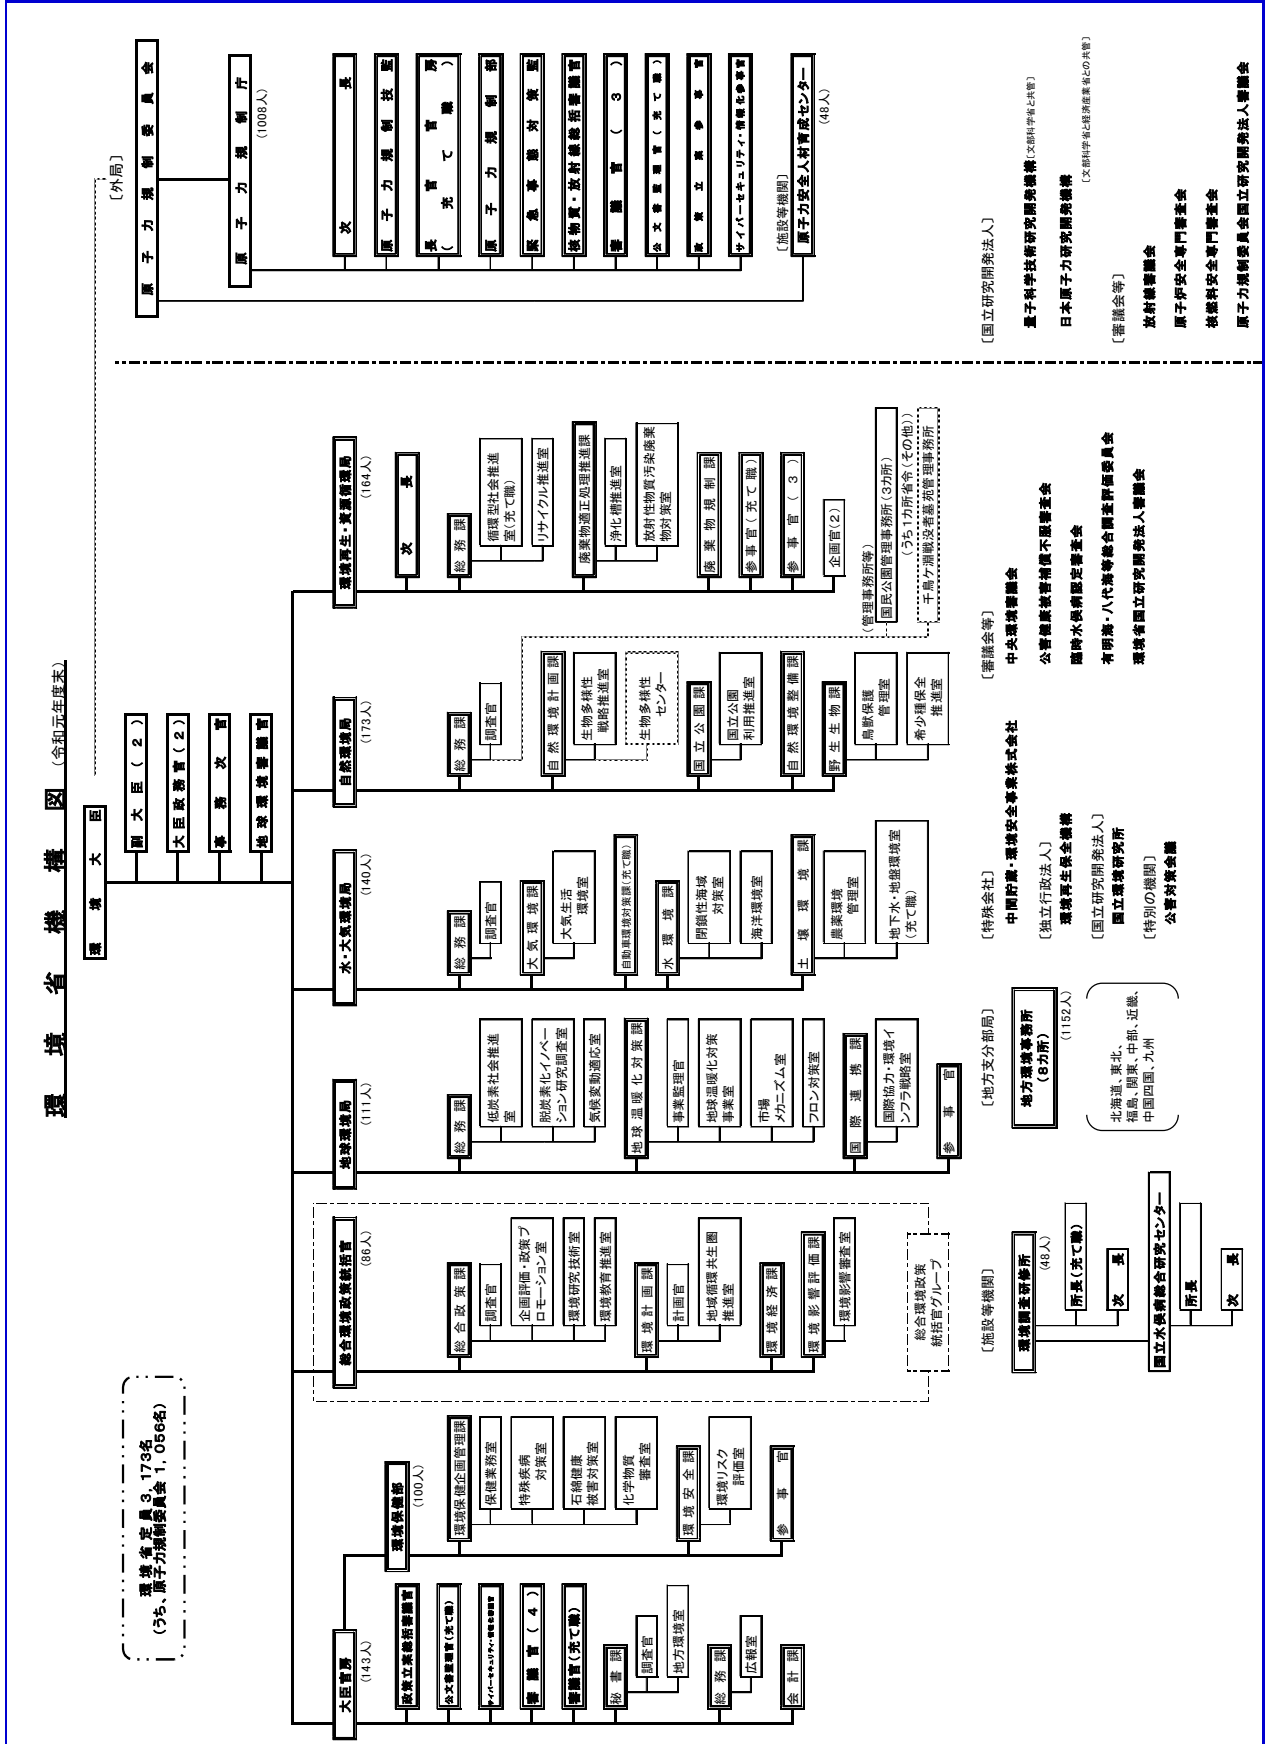 環境省機構図（令和元年度末）
環境省定員3,173名
（うち、原子力規制委員会1,056名）
環境大臣
副大臣（2）
大臣政務官（2）
事務次官
地球環境審議官
大臣官房
（143人）
政策立案総括審議官
公文書監理官（充て職）
サイバーセキュリティ・情報化審議官
審議官（4）
審議官（充て職）
秘書課
調査官
地方環境室
総務課
広報室
会計課
環境保健部
（100人）
環境保健企画管理課
保健業務室
特殊疾病
対策室
石綿健康
被害対策室
化学物質
審査室
環境安全課
環境リスク
評価室
参事官
総合環境政策統括官
（86人）
総合政策課
調査官
企画評価・政策プ
ロモーション室
環境研究技術室
環境教育推進室
環境計画課
計画官
地域循環共生圏
推進室
環境経済課
環境影響評価課
環境影響審査室
総合環境政策
統括官グループ
地球環境局
（111人）
総務課
低炭素社会推進
室
脱炭素化イノベー
ション研究調査室
気候変動適応室
地球温暖化対策課
事業監理官
地球温暖化対策
事業室
市場
メカニズム室
フロン対策室
国際連携課
国際協力・環境イ
ンフラ戦略室
参事官
水・大気環境局
（140人）
総務課
調査官
大気環境課
大気生活
環境室
自動車環境対策課（充て職）
水環境課
閉鎖性海域
対策室
海洋環境室
土壌環境課
農薬環境
管理室
地下水・地盤環境室
（充て職）
自然環境局
（173人）
総務課
調査官
自然環境計画課
生物多様性
戦略推進室
生物多様性
センター
国立公園課
国立公園
利用推進室
自然環境整備課
野生生物課
鳥獣保護
管理室
希少種保全
推進室
（管理事務所等）
国民公園管理事務所（3カ所）
（うち1カ所省令（その他））
千鳥ケ淵戦没者墓苑管理事務所
環境再生・資源循環局
（164人）
次長
総務課
循環型社会推進
室（充て職）
リサイクル推進室
廃棄物適正処理推進課
浄化槽推進室
放射性物質汚染廃棄
物対策室
廃棄物規制課
参事官（充て職）
参事官（3）
企画官（2）
［施設等機関］
環境調査研修所
（48人）
所長（充て職）
次長
国立水俣病総合研究センター
所長
次長
［地方支分部局］
地方環境事務所
（8カ所）
（1152人）
北海道、東北、
福島、関東、中部、近畿、
中国四国、九州
［特殊会社］
中間貯蔵・環境安全事業株式会社
［独立行政法人］
環境再生保全機構
［国立研究開発法人］
国立環境研究所
［特別の機関］
公害対策会議
［審議会等］
中央環境審議会
公害健康被害補償不服審査会
臨時水俣病認定審査会
有明海・八代海等総合調査評価委員会
環境省国立研究開発法人審議会
［外局］
原子力規制委員会
原子力規制庁
（1008人）
次長
原子力規制技監
長官官房
（充て官職）
原子力規制部
緊急事態対策監
核物質・放射線総括審議官
審議官（3）
公文書監理官（充て職）
政策立案参事官
サイバーセキュリティ・情報化参事官
［施設等機関］
原子力安全人材育成センター
（48人）
［国立研究開発法人］
量子科学技術研究開発機構［文部科学省と共管］
日本原子力研究開発機構
［文部科学省と経済産業省との共管］
［審議会等］
放射線審議会
原子炉安全専門審査会
核燃料安全専門審査会
原子力規制委員会国立研究開発法人審議会